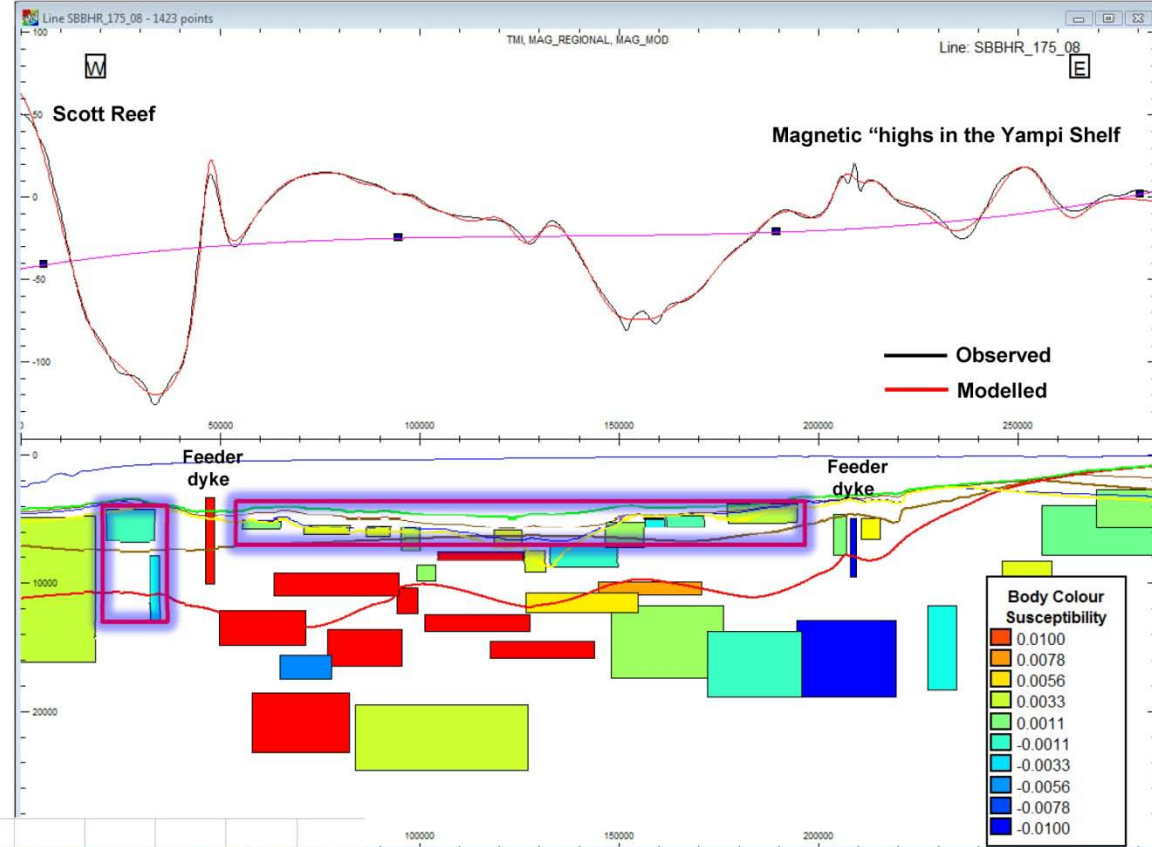 Line SBBHR_175_08 - 1423 points
TMI, MAG_REGIONAL, MAG_MOD
Line: SBBHR_175_08
W
E
Scott Reef
Magnetic “highs in the Yampi Shelf
100
50
0
-50
-100
Observed
Modelled
0
50000
100000
150000
200000
250000
0
Feeder
dyke
Feeder
dyke
10000
20000
Body Colour
Susceptibility
0.0100
0.0078
0.0056
0.0033
0.0011
-0.0011
-0.0033
-0.0056
-0.0078
-0.0100
100000
200000